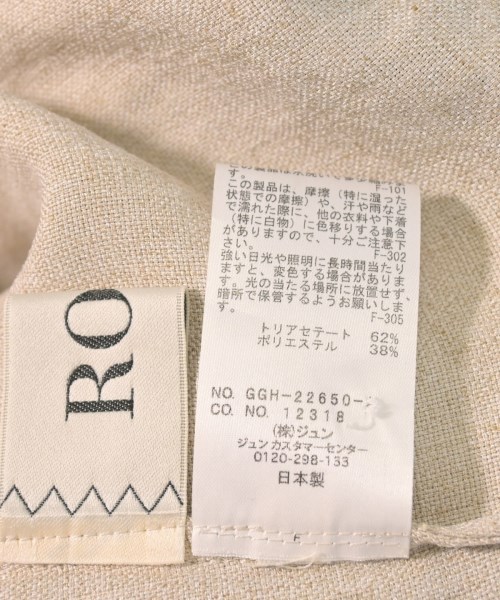 す。 F-101
この製品は、摩擦（特に湿った
状態での摩擦）や、汗や雨など
で濡れた際に、他の衣料や下着
（特に白物）に色移りする場合
がありますので、十分ご注意下
さい。 F-302
強い日光や照明に長時間当たり
ますと、変色する場合がありま
す。光の当たる場所に放置せず、
暗所で保管するようお願いしま
す。 F-305
トリアセテート 62%
ポリエステル 38%
NO. GGH-22650-
CO. NO. 12318
(株)ジュン
ジュン カスタマーセンター
0120-298-133
日本製
F
RO